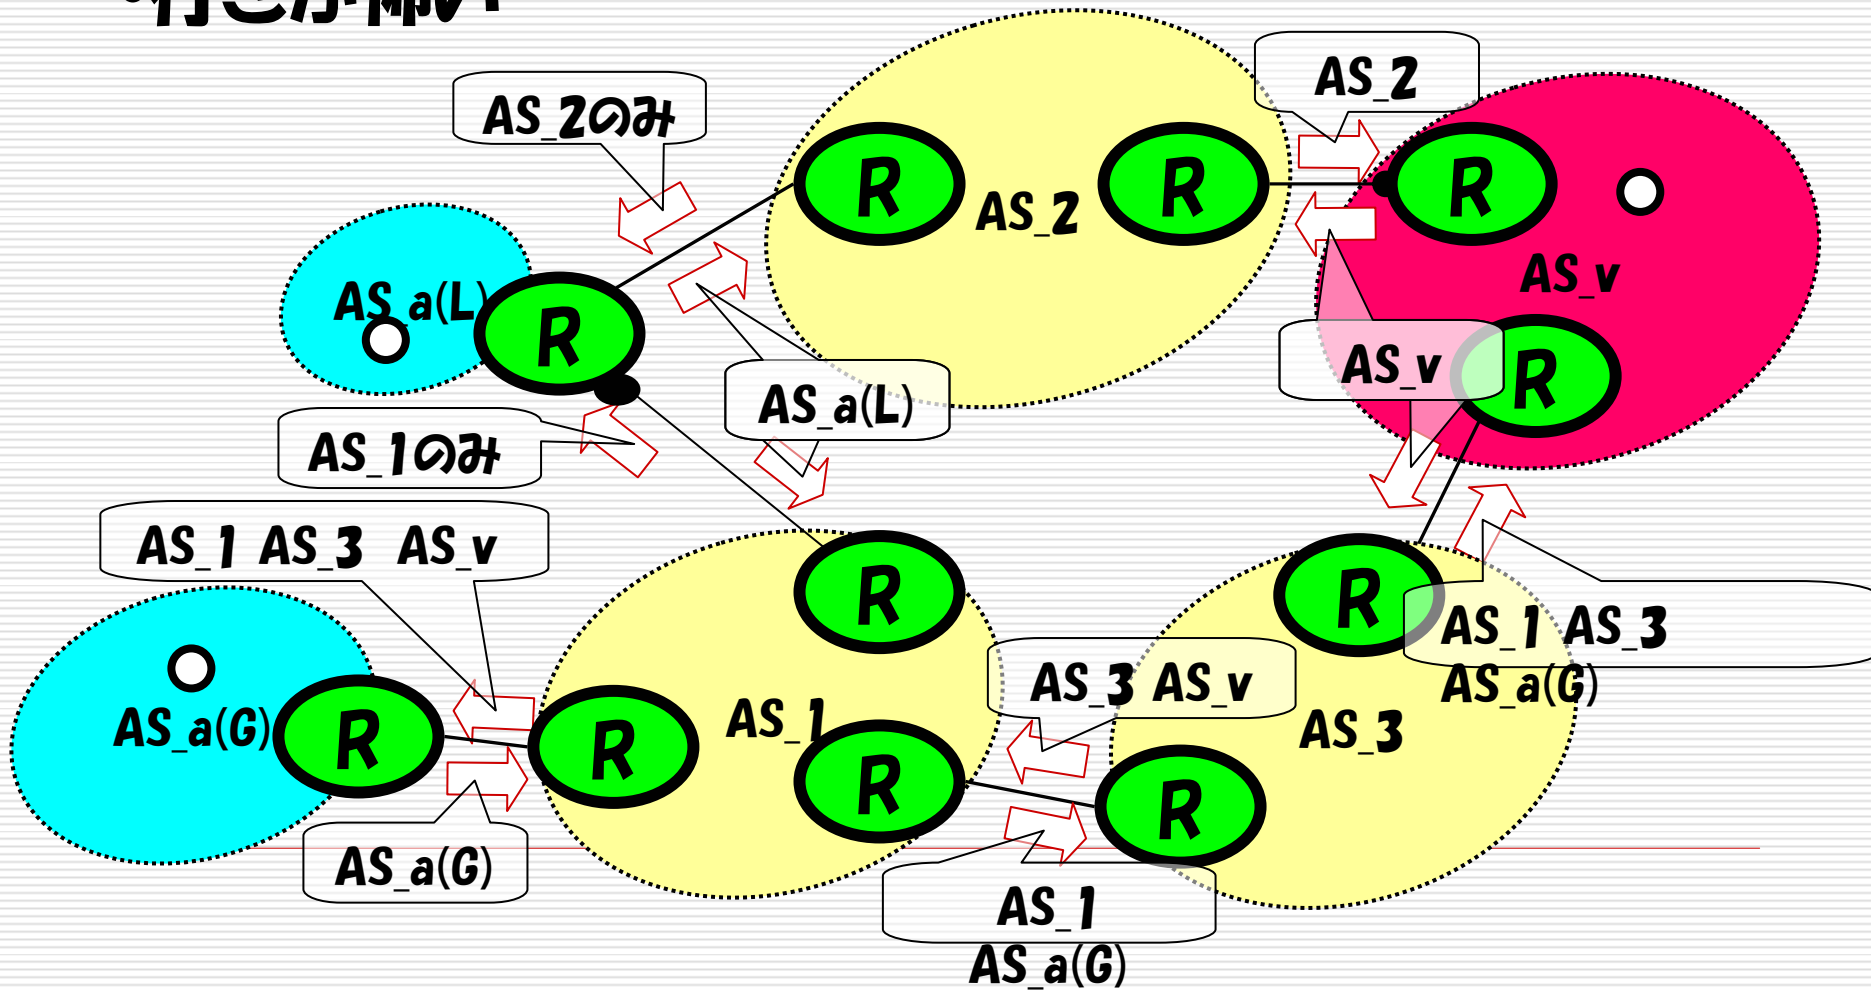 AS_2
AS_2のみ
R
R
R
AS_2
AS_v
AS_a(L)
R
AS_v
R
AS_a(L)
AS_1のみ
AS_1 AS_3 AS_v
R
R
AS_1 AS_3
AS_a(G)
AS_3 AS_v
AS_1
AS_3
AS_a(G)
R
R
R
R
AS_a(G)
AS_1
AS_a(G)